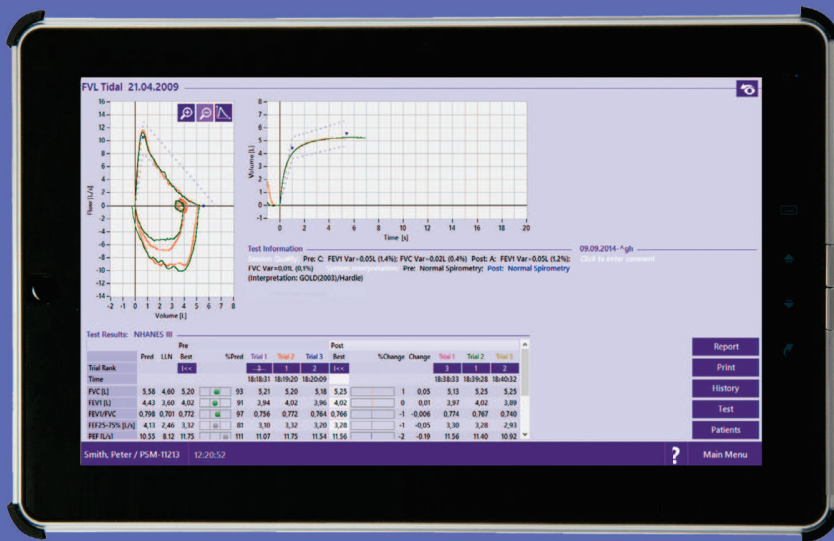 FVL Tidal 21.04.2009
16
14
12
10
8
6
4
2
0
-2
-4
-6
-8
-10
-12
-14
Flow [L/s]
-2 -1 0 1 2 3 4 5 6 7 8
Volume [L]
8
7
6
5
4
3
2
1
0
-1
Volume [L]
0 2 4 6 8 10 12 14 16 18 20
Time [s]
Test Information
Session Quality: Pre: C: FEV1 Var=0.05L (1.4%); FVC Var=0.02L (0.4%) Post: A: FEV1 Var=0.05L (1.2%);
FVC Var=0.01L (0.1%) System Interpretation: Pre: Normal Spirometry; Post: Normal Spirometry
(Interpretation: GOLD(2003)/Hardie)
09.09.2014-^gh
Click to enter comment
Test Results: NHANES III
Pre Post
Pred LLN Best %Pred Trial 1 Trial 2 Trial 3 Best %Change Change Trial 1 Trial 2 Trial 3
Trial Rank I<< 3 1 2 I<< 3 1 2
Time 18:18:31 18:19:20 18:20:09 18:38:33 18:39:28 18:40:32
FVC [L] 5,58 4,60 5,20 93 5,21 5,20 5,18 5,25 1 0,05 5,13 5,25 5,25
FEV1 [L] 4,43 3,60 4,02 91 3,94 4,02 3,96 4,02 0 0,01 3,97 4,02 3,89
FEV1/FVC 0,798 0,701 0,772 97 0,756 0,772 0,764 0,766 -1 -0,006 0,774 0,767 0,740
FEF25-75% [L/s] 4,13 2,46 3,32 81 3,10 3,32 3,20 3,28 -1 -0,05 3,30 3,28 2,93
PEF [L/s] 10.55 8.12 11.75 111 11.07 11.75 11.54 11.56 -2 -0.19 11.56 11.40 10.92
Report
Print
History
Test
Patients
Smith, Peter / PSM-11213 12:20:52
? Main Menu